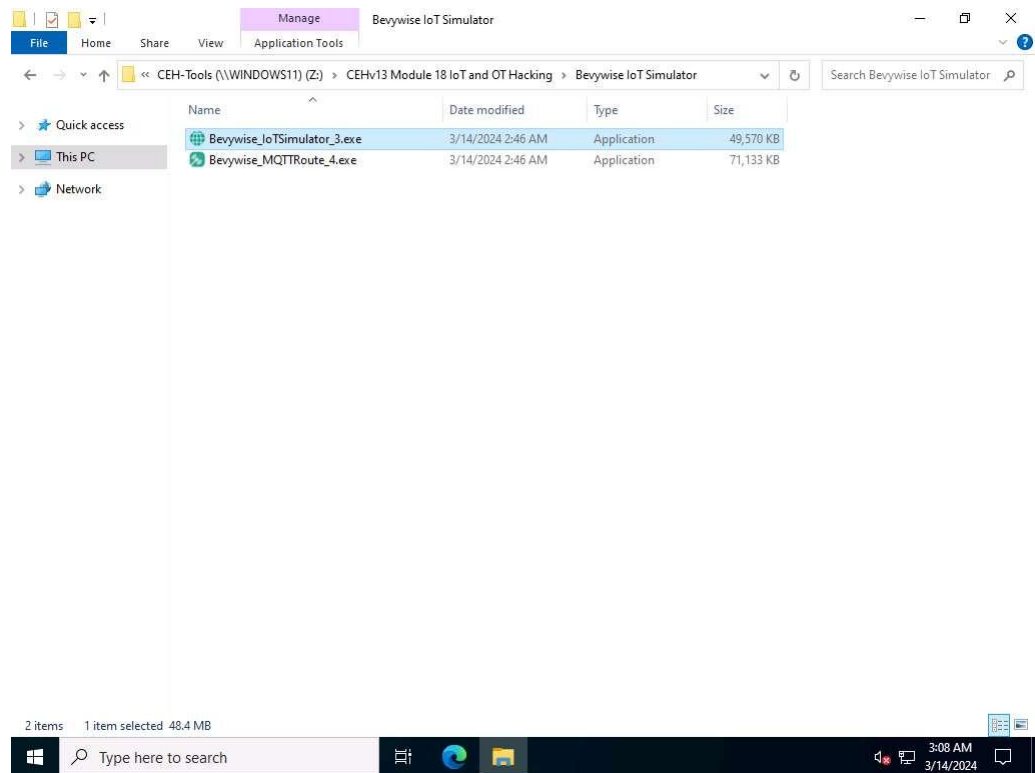 Manage
Bevywise IoT Simulator
File Home Share View Application Tools
« CEH-Tools (\\WINDOWS11) (Z:) › CEHv13 Module 18 IoT and OT Hacking › Bevywise IoT Simulator
Search Bevywise IoT Simulator
Name Date modified Type Size
Quick access
This PC
Network
Bevywise_IoTSimulator_3.exe 3/14/2024 2:46 AM Application 49,570 KB
Bevywise_MQTTRoute_4.exe 3/14/2024 2:46 AM Application 71,133 KB
2 items 1 item selected 48.4 MB
Type here to search
3:08 AM
3/14/2024